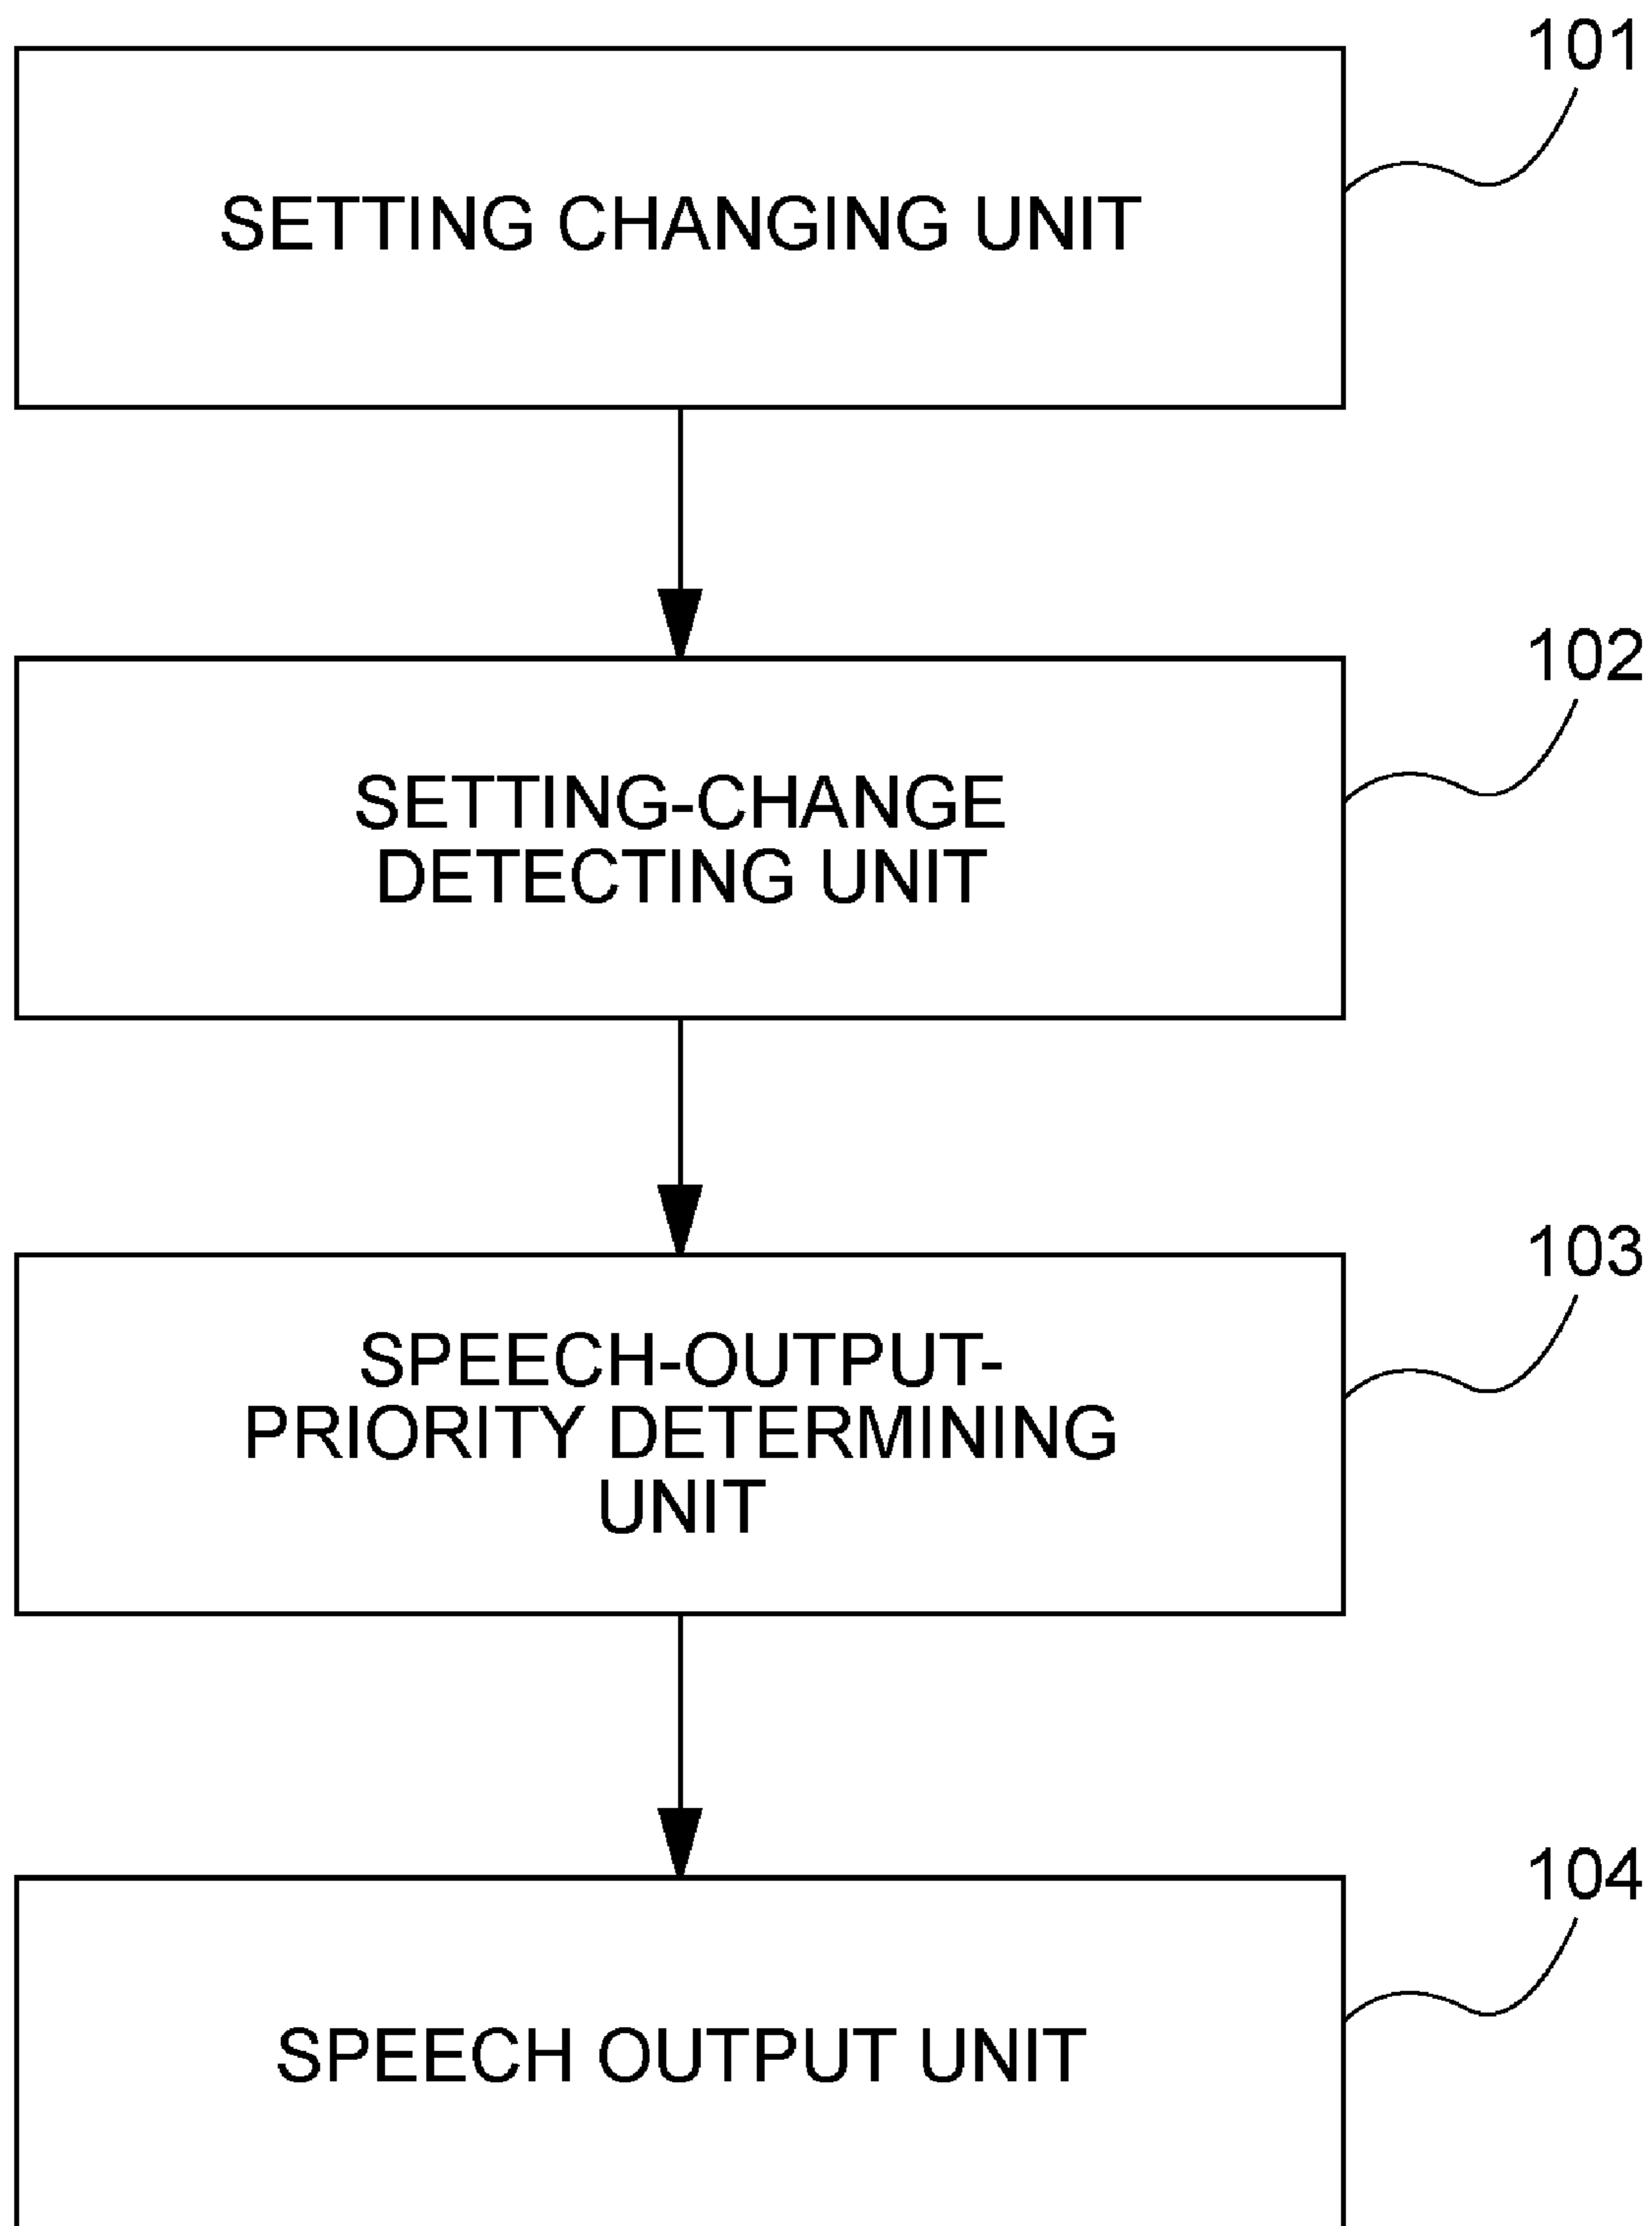 101
SETTING CHANGING UNIT
102
SETTING-CHANGE
DETECTING UNIT
103
SPEECH-OUTPUT-
PRIORITY DETERMINING
UNIT
104
SPEECH OUTPUT UNIT